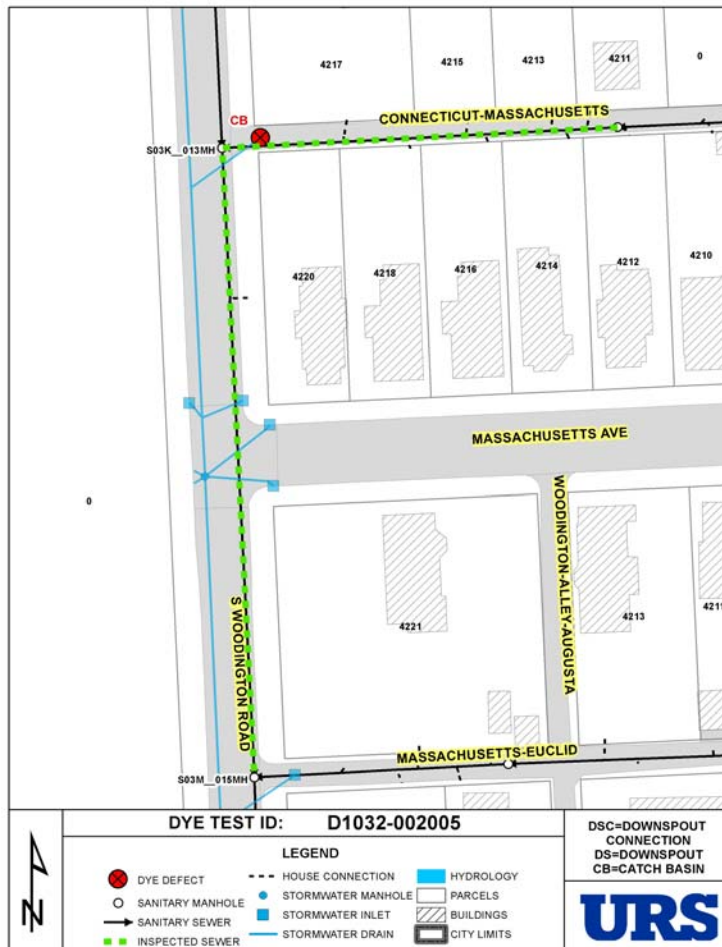 4217
4215
4213
4211
0
CB
CONNECTICUT-MASSACHUSETTS
S03K__013MH
4220
4218
4216
4214
4212
4210
MASSACHUSETTS AVE
0
WOODINGTON-ALLEY-AUGUSTA
4221
4213
S WOODINGTON ROAD
MASSACHUSETTS-EUCLID
S03M__015MH
DYE TEST ID: D1032-002005
LEGEND
DYE DEFECT
SANITARY MANHOLE
SANITARY SEWER
INSPECTED SEWER
HOUSE CONNECTION
STORMWATER MANHOLE
STORMWATER INLET
STORMWATER DRAIN
HYDROLOGY
PARCELS
BUILDINGS
CITY LIMITS
N
DSC=DOWNSPOUT
CONNECTION
DS=DOWNSPOUT
CB=CATCH BASIN
URS